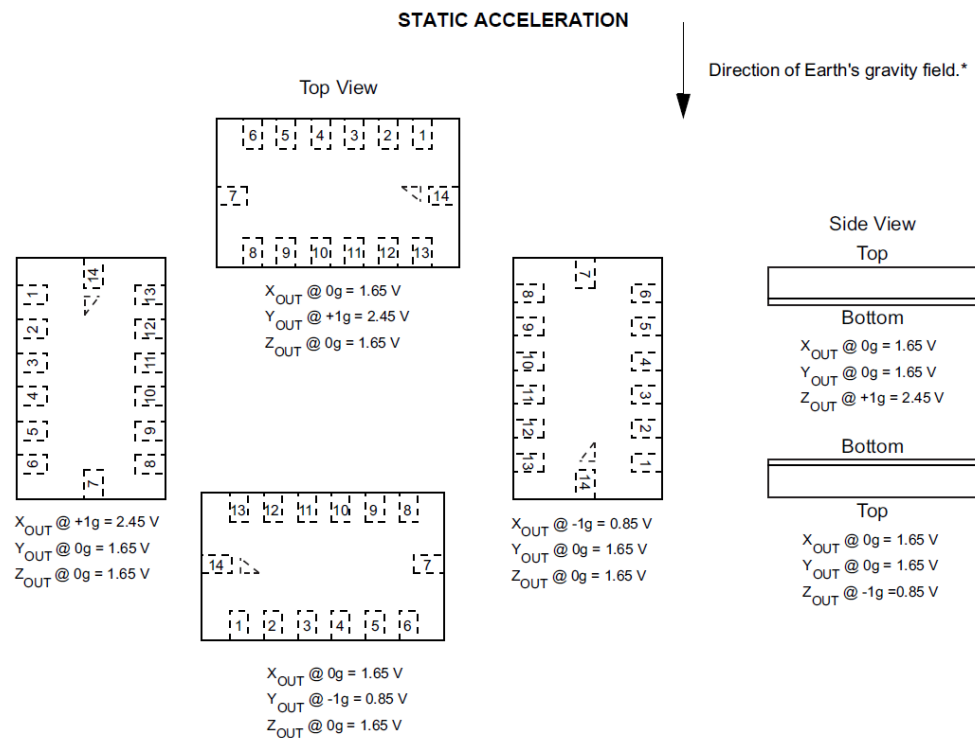 STATIC ACCELERATION
Direction of Earth's gravity field.*
Top View
6 5 4 3 2 1
7 14
8 9 10 11 12 13
XOUT @ 0g = 1.65 V
YOUT @ +1g = 2.45 V
ZOUT @ 0g = 1.65 V
14
1 13
2 12
3 11
4 10
5 9
6 8
7
XOUT @ +1g = 2.45 V
YOUT @ 0g = 1.65 V
ZOUT @ 0g = 1.65 V
13 12 11 10 9 8
14 7
1 2 3 4 5 6
XOUT @ 0g = 1.65 V
YOUT @ -1g = 0.85 V
ZOUT @ 0g = 1.65 V
7
8 6
9 5
10 4
11 3
12 2
13 1
14
XOUT @ -1g = 0.85 V
YOUT @ 0g = 1.65 V
ZOUT @ 0g = 1.65 V
Side View
Top
Bottom
XOUT @ 0g = 1.65 V
YOUT @ 0g = 1.65 V
ZOUT @ +1g = 2.45 V
Bottom
Top
XOUT @ 0g = 1.65 V
YOUT @ 0g = 1.65 V
ZOUT @ -1g =0.85 V